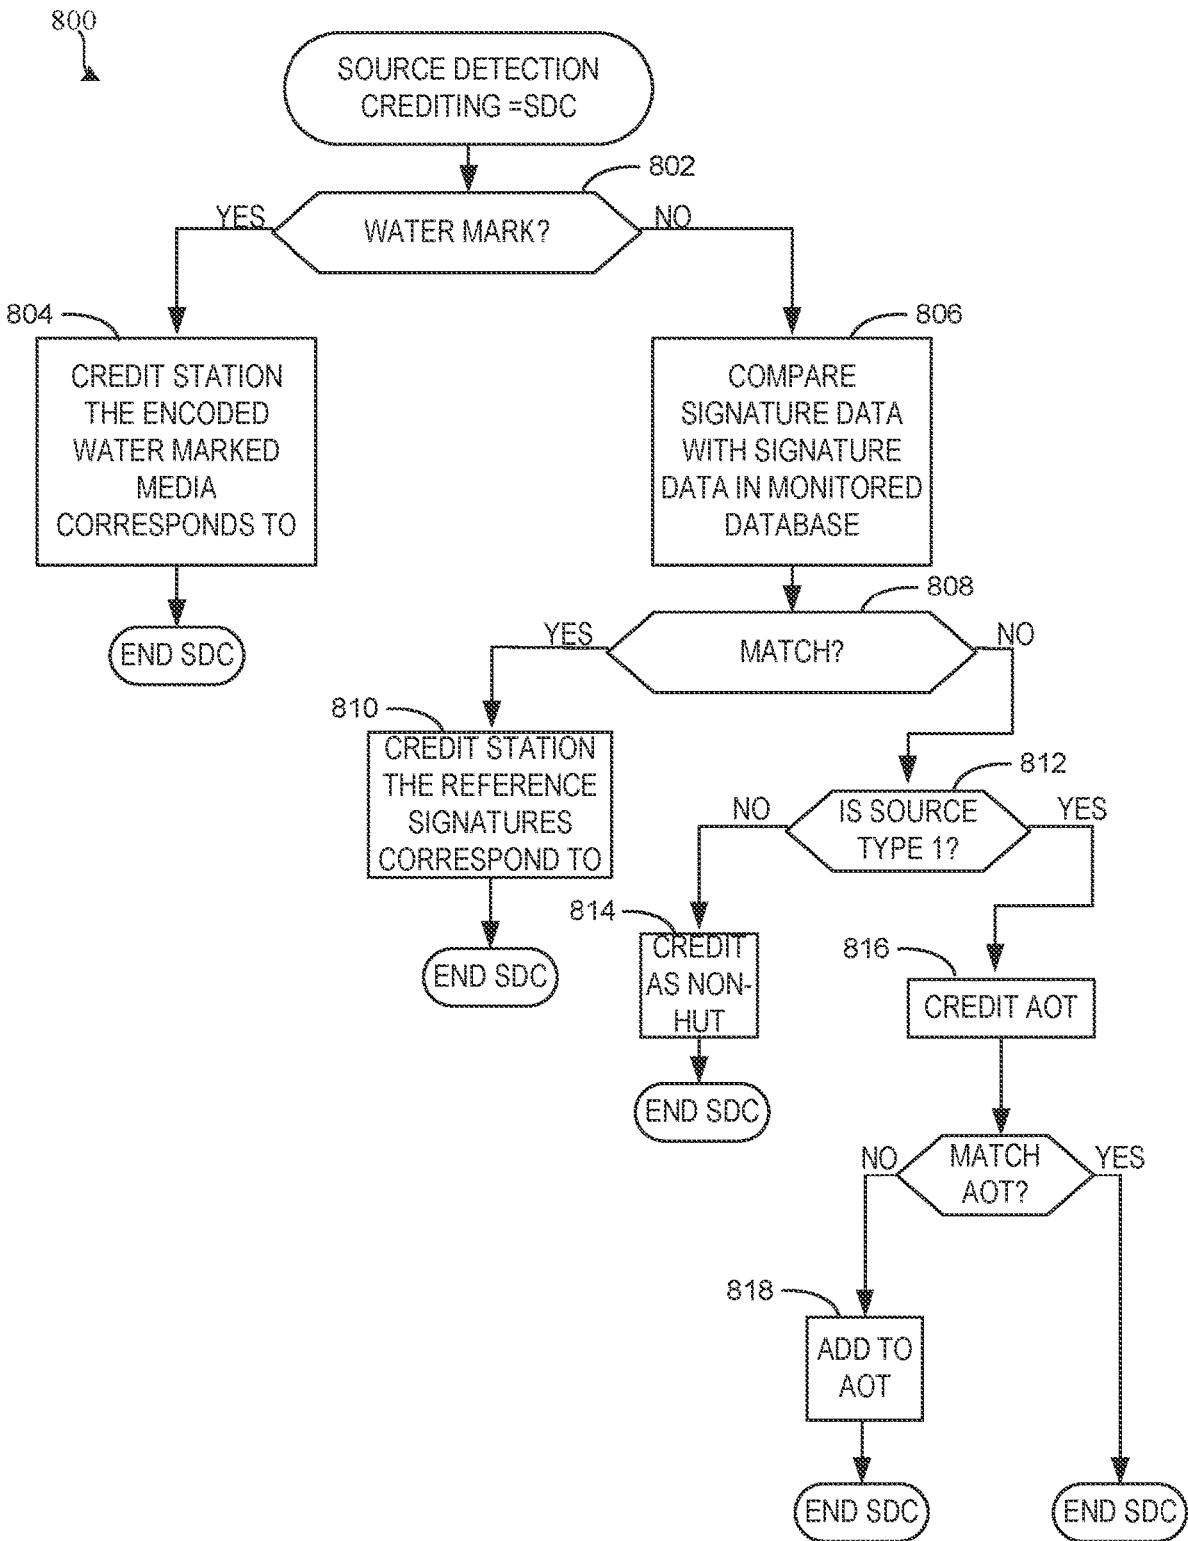 800
SOURCE DETECTION
CREDITING =SDC
802
YES
WATER MARK?
NO
804
CREDIT STATION
THE ENCODED
WATER MARKED
MEDIA
CORRESPONDS TO
END SDC
806
COMPARE
SIGNATURE DATA
WITH SIGNATURE
DATA IN MONITORED
DATABASE
808
YES
MATCH?
NO
810
CREDIT STATION
THE REFERENCE
SIGNATURES
CORRESPOND TO
END SDC
812
NO
IS SOURCE
TYPE 1?
YES
814
CREDIT
AS NON-
HUT
END SDC
816
CREDIT AOT
NO
MATCH
AOT?
YES
818
ADD TO
AOT
END SDC
END SDC